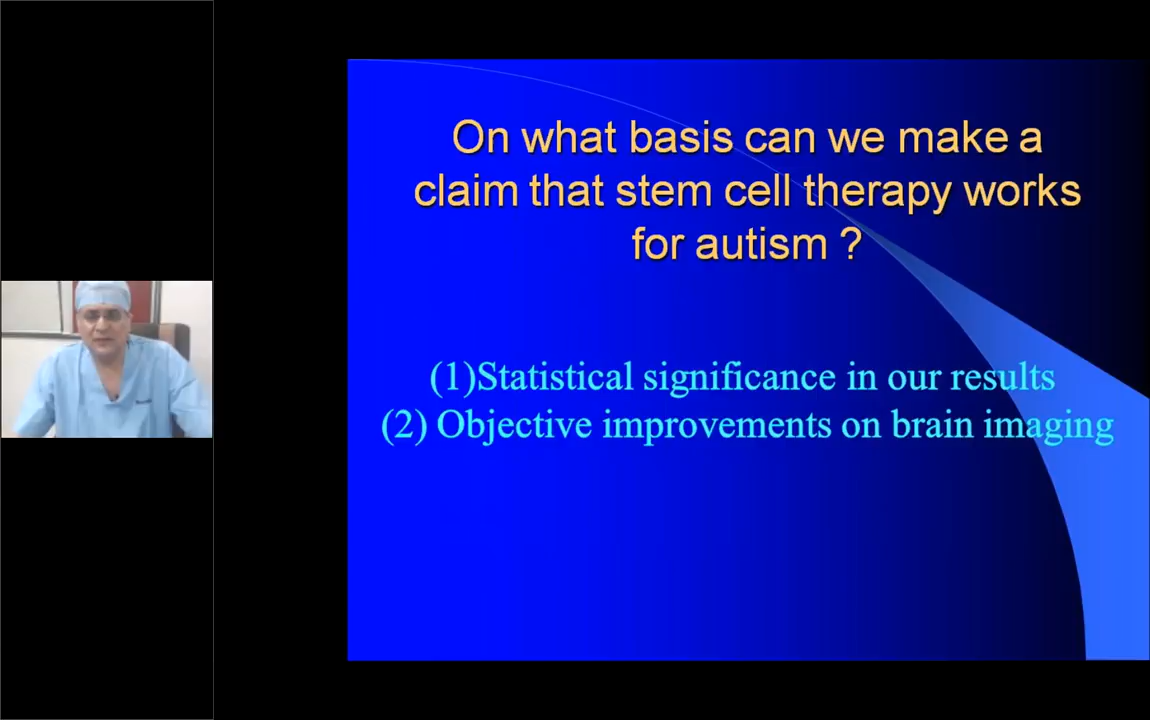 On what basis can we make a
claim that stem cell therapy works
for autism ?
(1)Statistical significance in our results
(2) Objective improvements on brain imaging